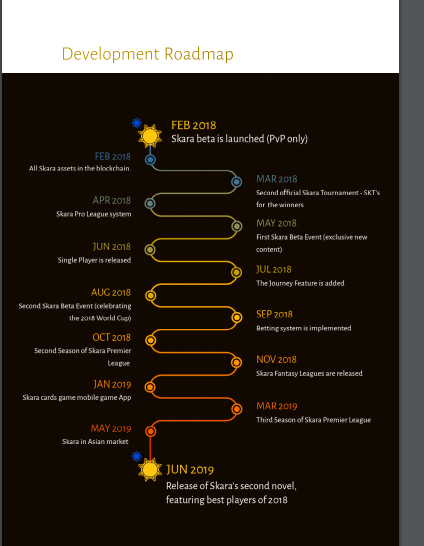 Development Roadmap
FEB 2018
Skara beta is launched (PvP only)
FEB 2018
All Skara assets in the blockchain.
MAR 2018
Second official Skara Tournament - SKT's
for the winners
APR 2018
Skara Pro League system
MAY 2018
First Skara Beta Event (exclusive new
content)
JUN 2018
Single Player is released
JUL 2018
The Journey Feature is added
AUG 2018
Second Skara Beta Event (celebrating
the 2018 World Cup)
SEP 2018
Betting system is implemented
OCT 2018
Second Season of Skara Premier
League
NOV 2018
Skara Fantasy Leagues are released
JAN 2019
Skara cards game mobile game App
MAR 2019
Third Season of Skara Premier League
MAY 2019
Skara in Asian market
JUN 2019
Release of Skara's second novel,
featuring best players of 2018